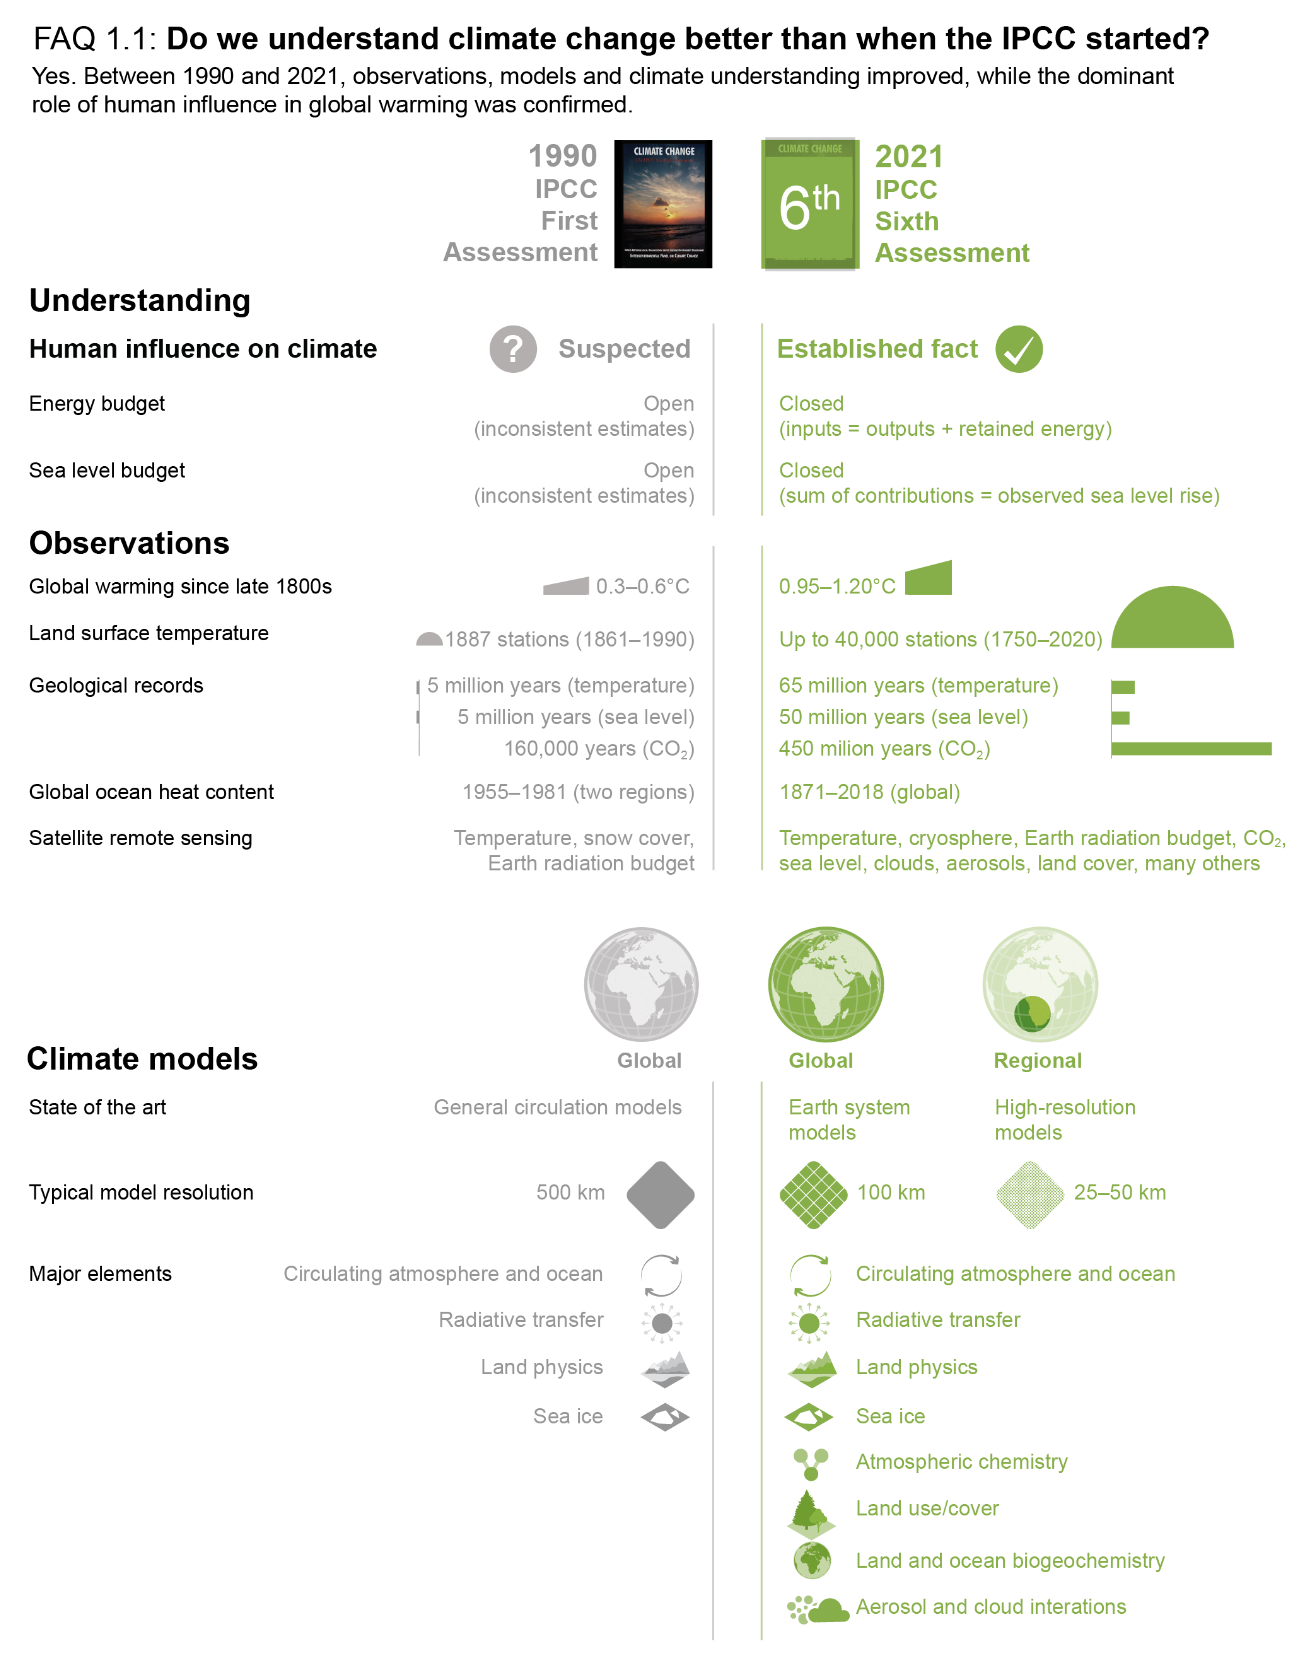 FAQ 1.1: Do we understand climate change better than when the IPCC started?
Yes. Between 1990 and 2021, observations, models and climate understanding improved, while the dominant
role of human influence in global warming was confirmed.
1990
IPCC
First
Assessment
CLIMATE CHANGE
INTERGOVERNMENTAL PANEL ON CLIMATE CHANGE
CLIMATE CHANGE
6th
2021
IPCC
Sixth
Assessment
Understanding
Human influence on climate
? Suspected
Established fact
Energy budget
Open
(inconsistent estimates)
Closed
(inputs = outputs + retained energy)
Sea level budget
Open
(inconsistent estimates)
Closed
(sum of contributions = observed sea level rise)
Observations
Global warming since late 1800s
0.3–0.6°C
0.95–1.20°C
Land surface temperature
1887 stations (1861–1990)
Up to 40,000 stations (1750–2020)
Geological records
5 million years (temperature)
65 million years (temperature)
5 million years (sea level)
50 million years (sea level)
160,000 years (CO₂)
450 milion years (CO₂)
Global ocean heat content
1955–1981 (two regions)
1871–2018 (global)
Satellite remote sensing
Temperature, snow cover,
Earth radiation budget
Temperature, cryosphere, Earth radiation budget, CO₂,
sea level, clouds, aerosols, land cover, many others
Climate models
Global
Global
Regional
State of the art
General circulation models
Earth system
models
High-resolution
models
Typical model resolution
500 km
100 km
25–50 km
Major elements
Circulating atmosphere and ocean
Circulating atmosphere and ocean
Radiative transfer
Radiative transfer
Land physics
Land physics
Sea ice
Sea ice
Atmospheric chemistry
Land use/cover
Land and ocean biogeochemistry
Aerosol and cloud interations